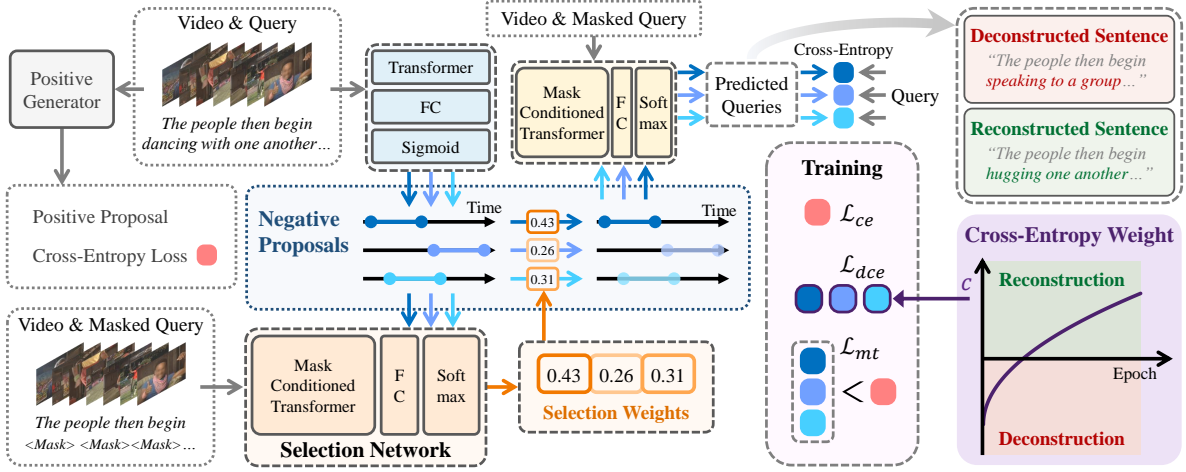 Video & Query
The people then begin
dancing with one another…
Positive
Generator
Positive Proposal
Cross-Entropy Loss
Transformer
FC
Sigmoid
Video & Masked Query
Mask
Conditioned
Transformer
F
C
Soft
max
Predicted
Queries
Cross-Entropy
Query
Deconstructed Sentence
“The people then begin
speaking to a group…”
Reconstructed Sentence
“The people then begin
hugging one another…”
Negative
Proposals
Time
0.43
0.26
0.31
Time
Video & Masked Query
The people then begin
<Mask> <Mask><Mask>…
Mask
Conditioned
Transformer
F
C
Soft
max
Selection Network
0.43 0.26 0.31
Selection Weights
Training
ℒce
ℒdce
ℒmt
<
Cross-Entropy Weight
C
Reconstruction
Epoch
Deconstruction